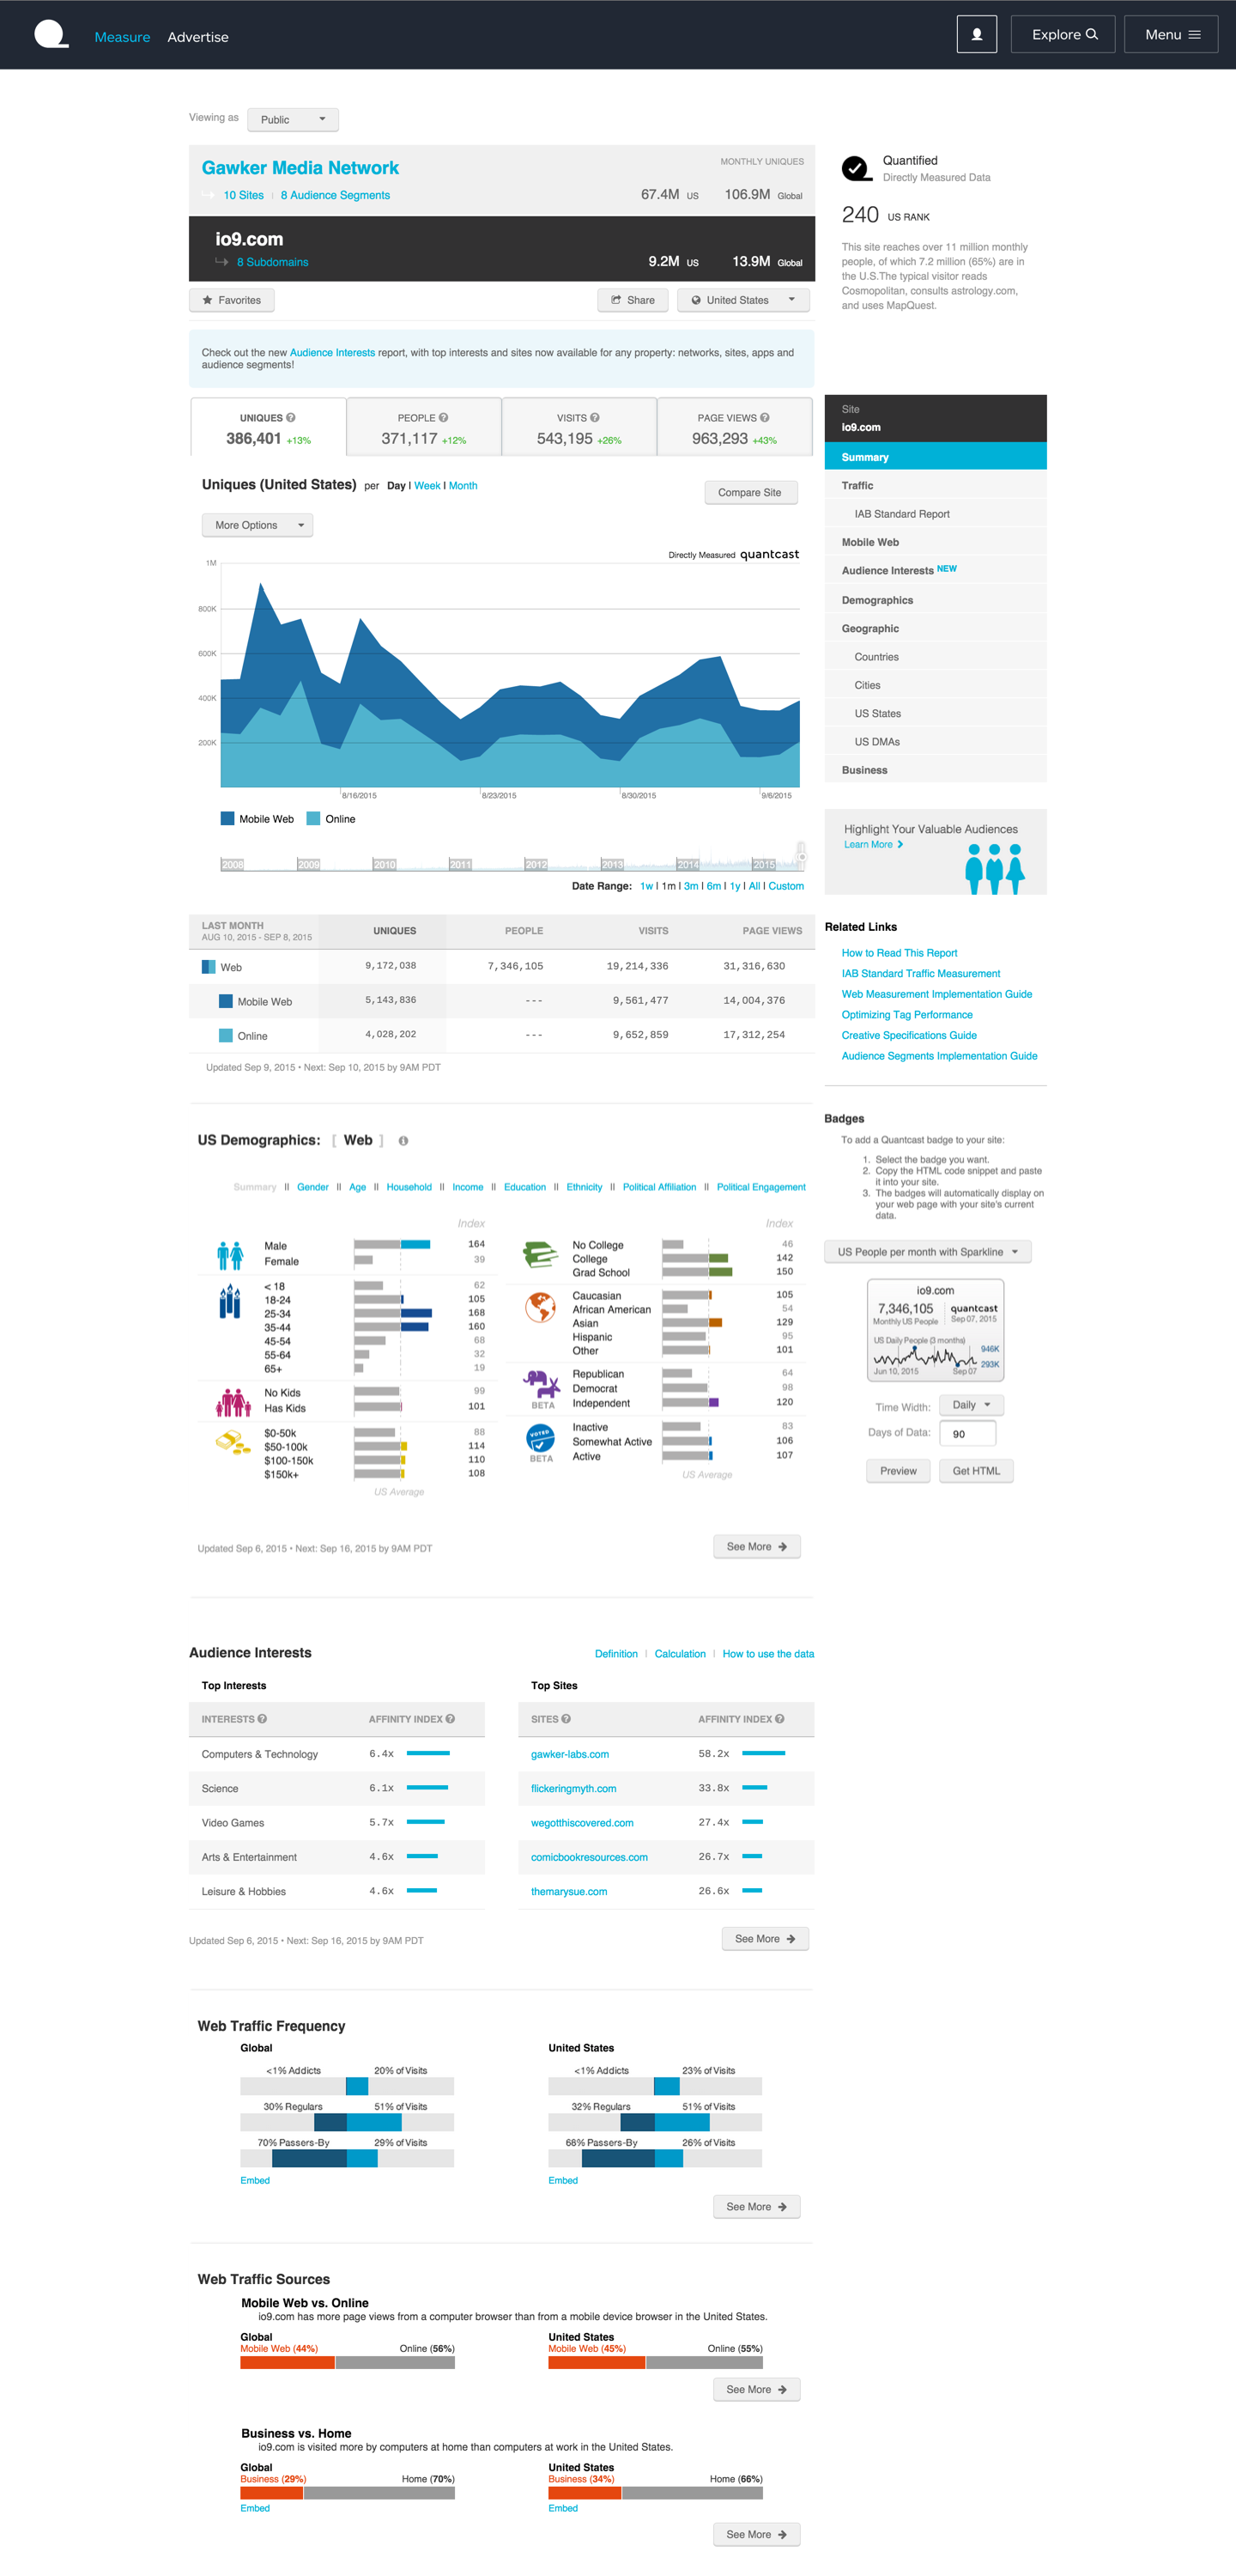 Measure Advertise Explore Menu
Viewing as Public
Gawker Media Network MONTHLY UNIQUES
10 Sites | 8 Audience Segments 67.4M US 106.9M Global
io9.com
8 Subdomains 9.2M US 13.9M Global
Favorites Share United States
Check out the new Audience Interests report, with top interests and sites now available for any property: networks, sites, apps and
audience segments!
UNIQUES PEOPLE VISITS PAGE VIEWS
386,401 +13% 371,117 +12% 543,195 +26% 963,293 +43%
Uniques (United States) per Day | Week | Month
Compare Site
More Options
Directly Measured quantcast
1M
800K
600K
400K
200K
8/16/2015 8/23/2015 8/30/2015 9/6/2015
Mobile Web Online
2008 2009 2010 2011 2012 2013 2014 2015
Date Range: 1w | 1m | 3m | 6m | 1y | All | Custom
LAST MONTH
AUG 10, 2015 - SEP 8, 2015 UNIQUES PEOPLE VISITS PAGE VIEWS
Web 9,172,038 7,346,105 19,214,336 31,316,630
Mobile Web 5,143,836 --- 9,561,477 14,004,376
Online 4,028,202 --- 9,652,859 17,312,254
Updated Sep 9, 2015 • Next: Sep 10, 2015 by 9AM PDT
US Demographics: [ Web ]
Summary || Gender || Age || Household || Income || Education || Ethnicity || Political Affiliation || Political Engagement
Index
Male 164
Female 39
< 18 62
18-24 105
25-34 168
35-44 160
45-54 68
55-64 32
65+ 19
No Kids 99
Has Kids 101
$0-50k 88
$50-100k 114
$100-150k 110
$150k+ 108
US Average
Index
No College 46
College 142
Grad School 150
Caucasian 105
African American 54
Asian 129
Hispanic 95
Other 101
Republican 64
Democrat 98
Independent 120
BETA
Inactive 83
Somewhat Active 106
Active 107
VOTED
BETA
US Average
Updated Sep 6, 2015 • Next: Sep 16, 2015 by 9AM PDT
See More
Audience Interests Definition | Calculation | How to use the data
Top Interests
INTERESTS AFFINITY INDEX
Computers & Technology 6.4x
Science 6.1x
Video Games 5.7x
Arts & Entertainment 4.6x
Leisure & Hobbies 4.6x
Top Sites
SITES AFFINITY INDEX
gawker-labs.com 58.2x
flickeringmyth.com 33.8x
wegotthiscovered.com 27.4x
comicbookresources.com 26.7x
themarysue.com 26.6x
Updated Sep 6, 2015 • Next: Sep 16, 2015 by 9AM PDT
See More
Web Traffic Frequency
Global
<1% Addicts 20% of Visits
30% Regulars 51% of Visits
70% Passers-By 29% of Visits
Embed
United States
<1% Addicts 23% of Visits
32% Regulars 51% of Visits
68% Passers-By 26% of Visits
Embed
See More
Web Traffic Sources
Mobile Web vs. Online
io9.com has more page views from a computer browser than from a mobile device browser in the United States.
Global
Mobile Web (44%) Online (56%)
United States
Mobile Web (45%) Online (55%)
See More
Business vs. Home
io9.com is visited more by computers at home than computers at work in the United States.
Global
Business (29%) Home (70%)
Embed
United States
Business (34%) Home (66%)
Embed
See More
Quantified
Directly Measured Data
240 US RANK
This site reaches over 11 million monthly
people, of which 7.2 million (65%) are in
the U.S.The typical visitor reads
Cosmopolitan, consults astrology.com,
and uses MapQuest.
Site
io9.com
Summary
Traffic
IAB Standard Report
Mobile Web
Audience Interests NEW
Demographics
Geographic
Countries
Cities
US States
US DMAs
Business
Highlight Your Valuable Audiences
Learn More
Related Links
How to Read This Report
IAB Standard Traffic Measurement
Web Measurement Implementation Guide
Optimizing Tag Performance
Creative Specifications Guide
Audience Segments Implementation Guide
Badges
To add a Quantcast badge to your site:
1. Select the badge you want.
2. Copy the HTML code snippet and paste
it into your site.
3. The badges will automatically display on
your web page with your site's current
data.
US People per month with Sparkline
io9.com
7,346,105 quantcast
Monthly US People Sep 07, 2015
US Daily People (3 months)
946K
293K
Jun 10, 2015 Sep 07
Time Width: Daily
Days of Data: 90
Preview Get HTML